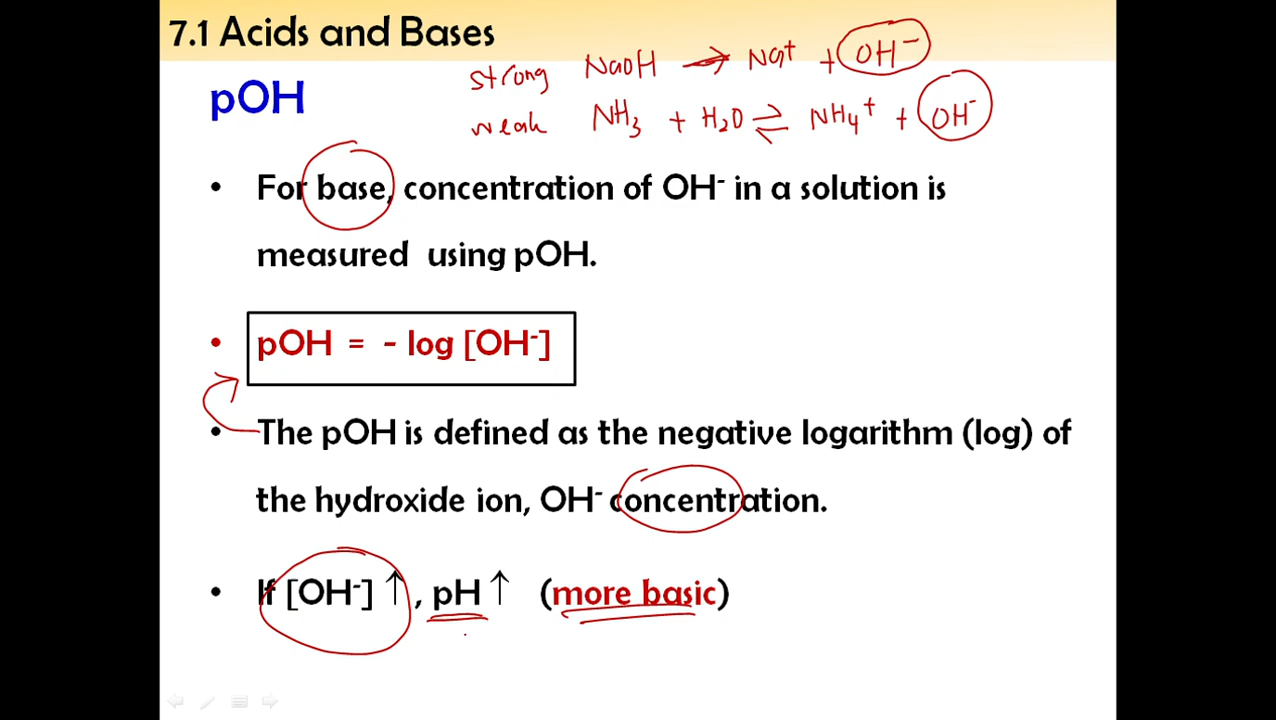 7.1 Acids and Bases
strong NaOH → Na⁺ + OH⁻
pOH
weak NH₃ + H₂O ⇌ NH₄⁺ + OH⁻
• For base, concentration of OH⁻ in a solution is
measured using pOH.
• pOH = - log [OH⁻]
• The pOH is defined as the negative logarithm (log) of
the hydroxide ion, OH⁻ concentration.
• If [OH⁻] ↑ , pH ↑ (more basic)